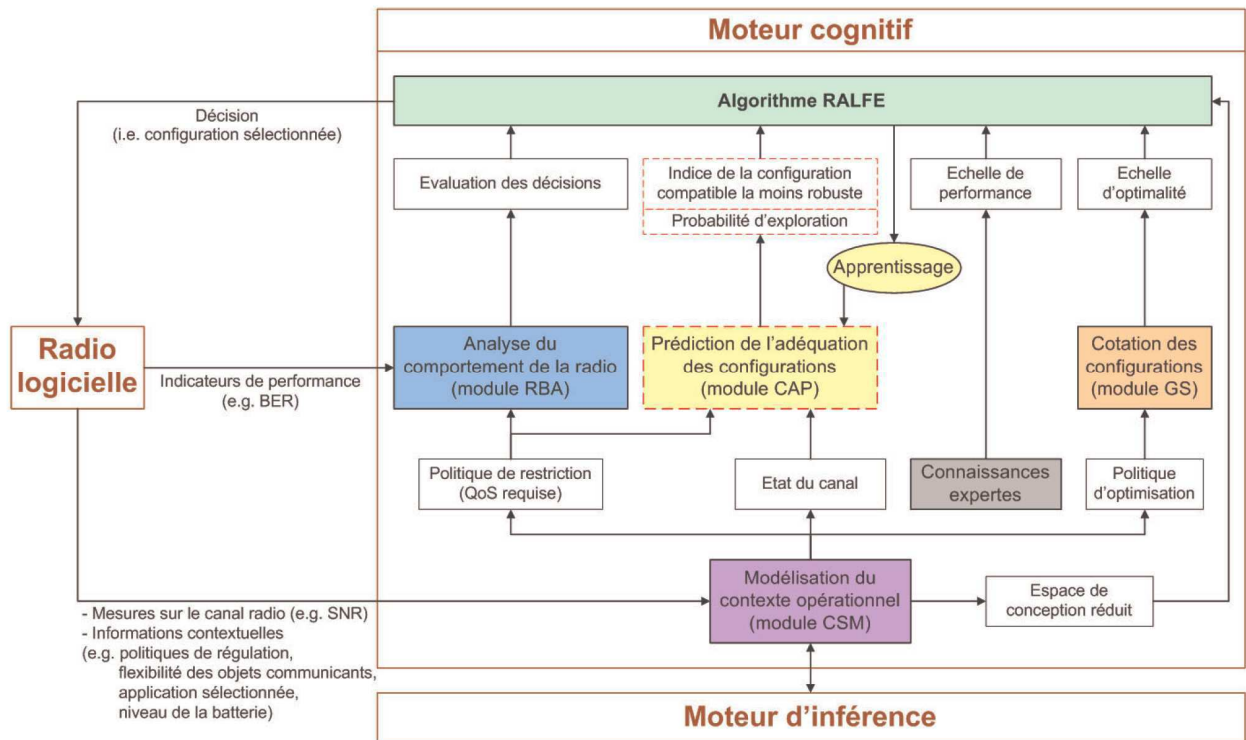 Moteur cognitif
Algorithme RALFE
Décision
(i.e. configuration sélectionnée)
Evaluation des décisions
Indice de la configuration
compatible la moins robuste
Probabilité d'exploration
Echelle de
performance
Echelle
d'optimalité
Apprentissage
Radio
logicielle
Indicateurs de performance
(e.g. BER)
Analyse du
comportement de la radio
(module RBA)
Prédiction de l'adéquation
des configurations
(module CAP)
Cotation des
configurations
(module GS)
Politique de restriction
(QoS requise)
Etat du canal
Connaissances
expertes
Politique
d'optimisation
Modélisation du
contexte opérationnel
(module CSM)
Espace de
conception réduit
- Mesures sur le canal radio (e.g. SNR)
- Informations contextuelles
(e.g. politiques de régulation,
flexibilité des objets communicants,
application sélectionnée,
niveau de la batterie)
Moteur d'inférence